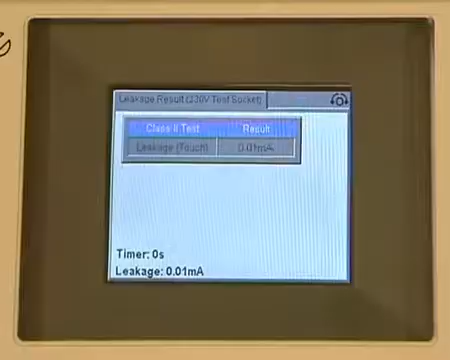 Leakage Result (230V Test Socket)
Class II Test Result
Leakage (Touch) 0.01mA
Timer: 0s
Leakage: 0.01mA